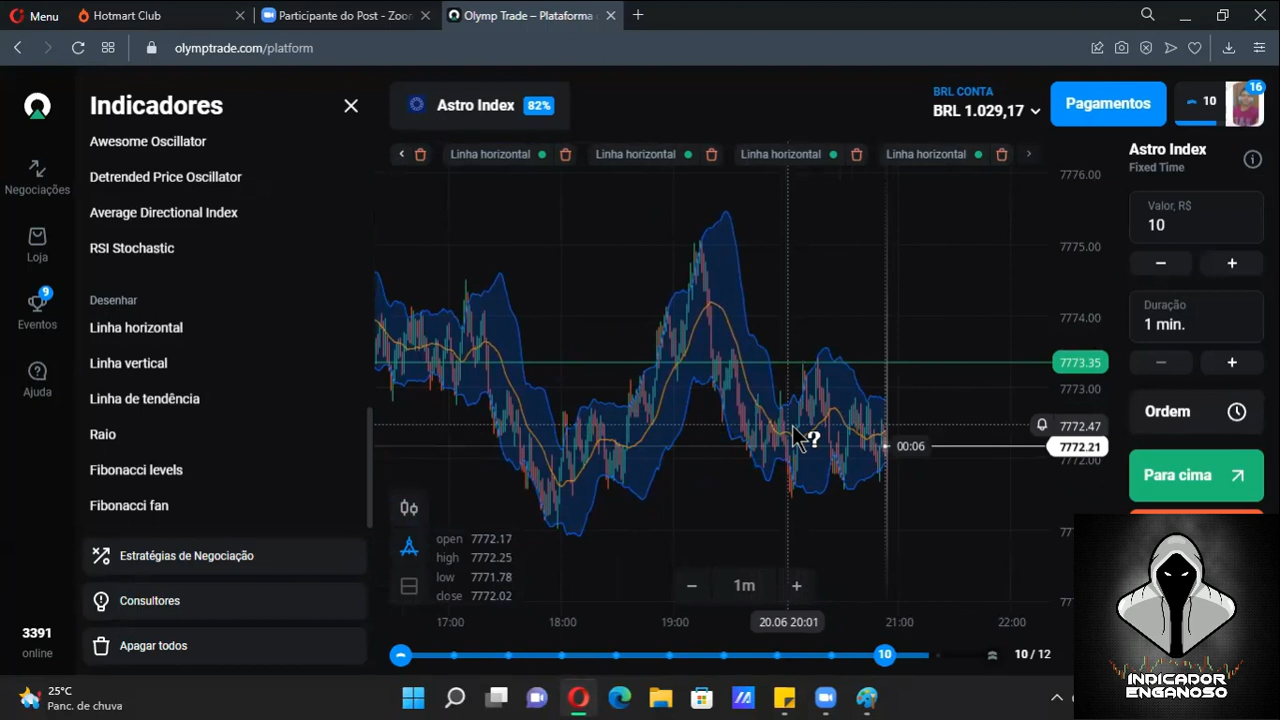 Menu
Hotmart Club
Participante do Post - Zoor
Olymp Trade – Plataforma
olymptrade.com/platform
Indicadores
Awesome Oscillator
Detrended Price Oscillator
Average Directional Index
RSI Stochastic
Desenhar
Linha horizontal
Linha vertical
Linha de tendência
Raio
Fibonacci levels
Fibonacci fan
Estratégias de Negociação
Consultores
Apagar todos
Negociações
Loja
9
Eventos
Ajuda
3391
online
Astro Index 82%
BRL CONTA
BRL 1.029,17
Pagamentos
10
16
Linha horizontal
Linha horizontal
Linha horizontal
Linha horizontal
7776.00
7775.00
7774.00
7773.35
7773.00
7772.47
7772.21
7772.00
00:06
open 7772.17
high 7772.25
low 7771.78
close 7772.02
1m
17:00
18:00
19:00
20.06 20:01
21:00
22:00
10
10 / 12
Astro Index
Fixed Time
Valor, R$
10
Duração
1 min.
Ordem
Para cima
INDICADOR
ENGANOSO
25°C
Panc. de chuva